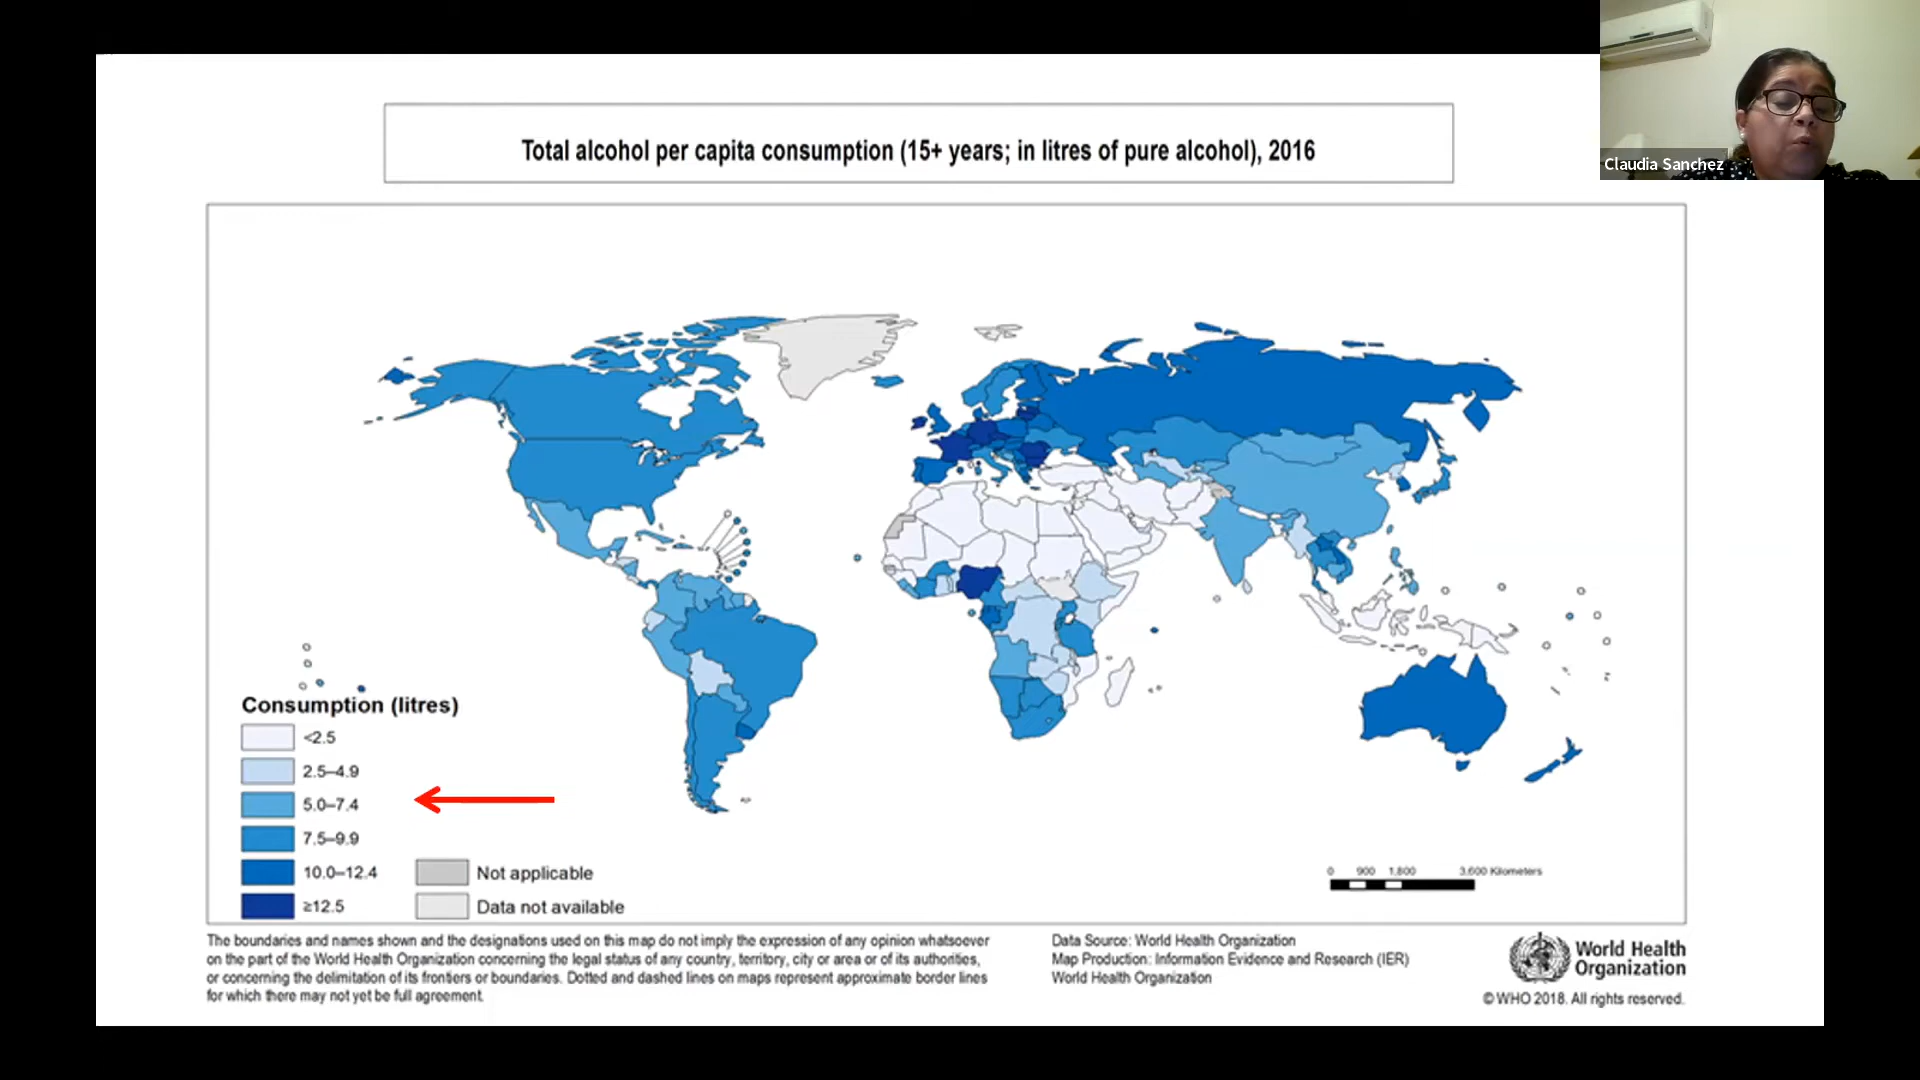 Claudia Sanchez
Total alcohol per capita consumption (15+ years; in litres of pure alcohol), 2016
Consumption (litres)
<2.5
2.5–4.9
5.0–7.4
7.5–9.9
10.0–12.4
≥12.5
Not applicable
Data not available
0 900 1,800 3,600 Kilometers
The boundaries and names shown and the designations used on this map do not imply the expression of any opinion whatsoever
on the part of the World Health Organization concerning the legal status of any country, territory, city or area or of its authorities,
or concerning the delimitation of its frontiers or boundaries. Dotted and dashed lines on maps represent approximate border lines
for which there may not yet be full agreement.
Data Source: World Health Organization
Map Production: Information Evidence and Research (IER)
World Health Organization
World Health
Organization
© WHO 2018. All rights reserved.